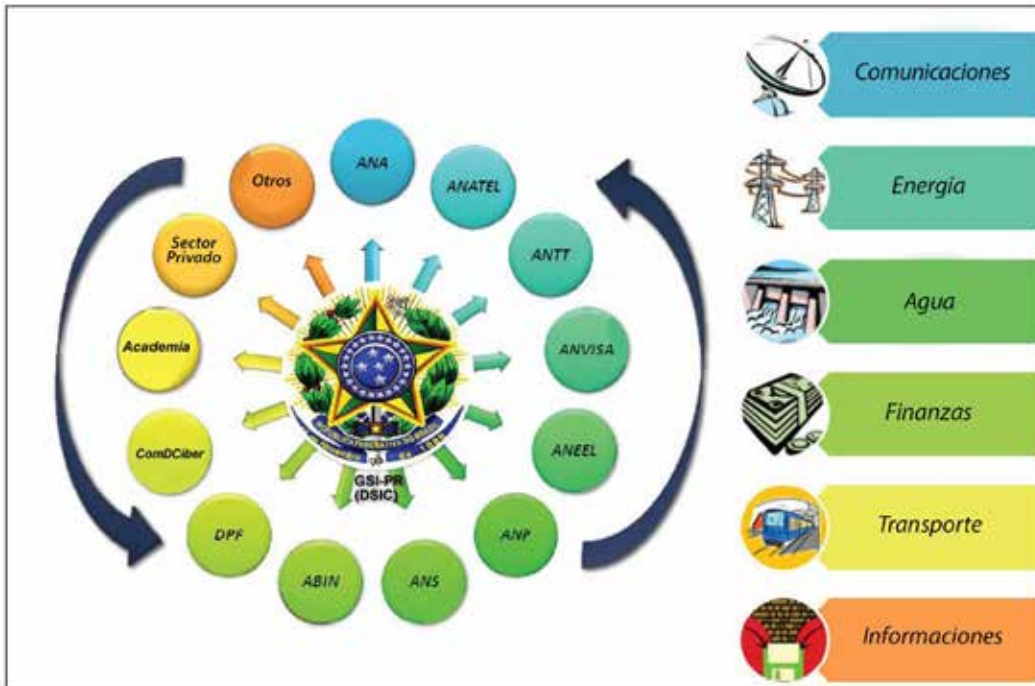 ANA
ANATEL
ANTT
ANVISA
ANEEL
ANP
ANS
ABIN
DPF
ComDCiber
Academia
Sector
Privado
Otros
GSI-PR
(DSIC)
Comunicaciones
Energía
Agua
Finanzas
Transporte
Informaciones